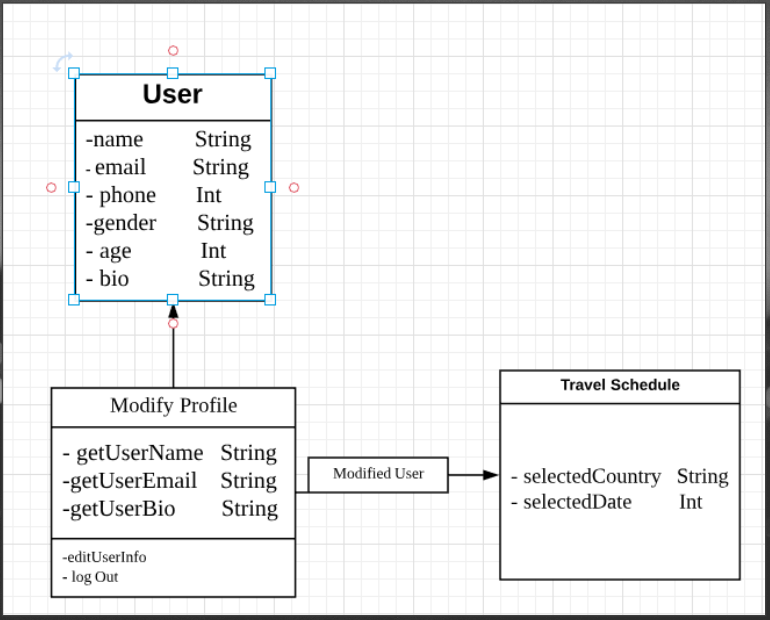 User
-name String
- email String
- phone Int
-gender String
- age Int
- bio String
Modify Profile
- getUserName String
-getUserEmail String
-getUserBio String
-editUserInfo
- log Out
Modified User
Travel Schedule
- selectedCountry String
- selectedDate Int